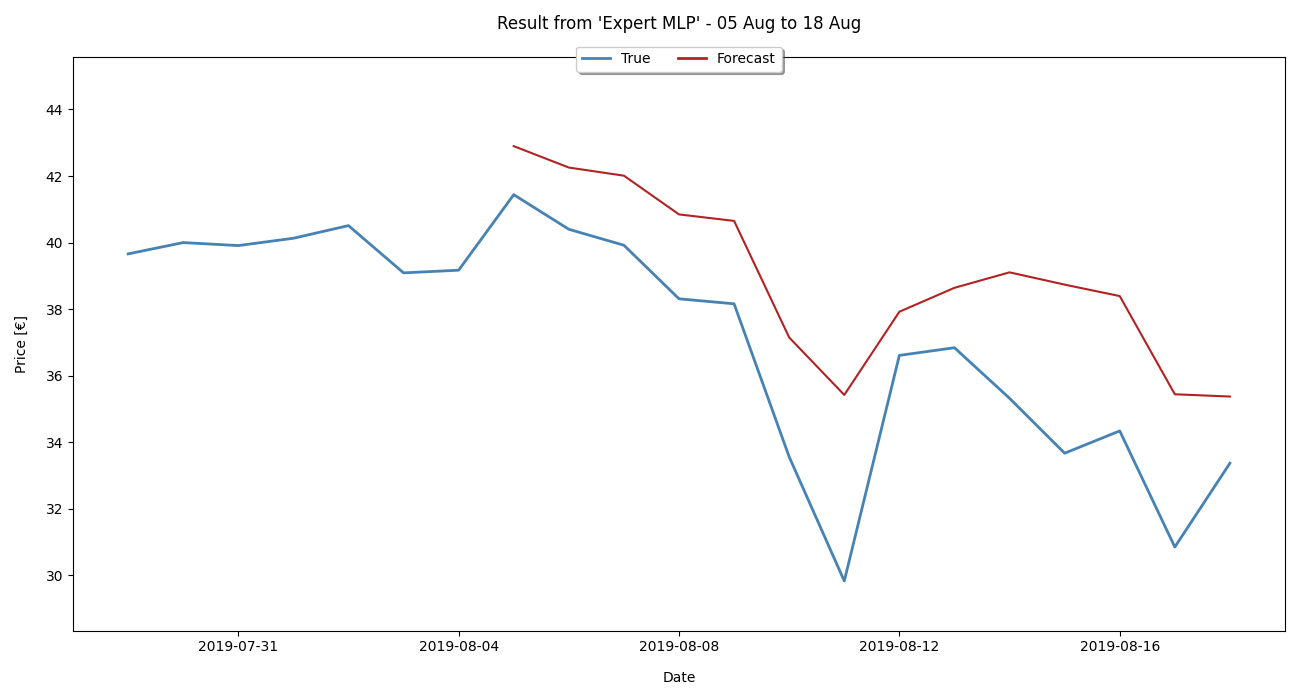 Result from 'Expert MLP' - 05 Aug to 18 Aug
True Forecast
44
42
40
38
36
34
32
30
Price [€]
2019-07-31 2019-08-04 2019-08-08 2019-08-12 2019-08-16
Date